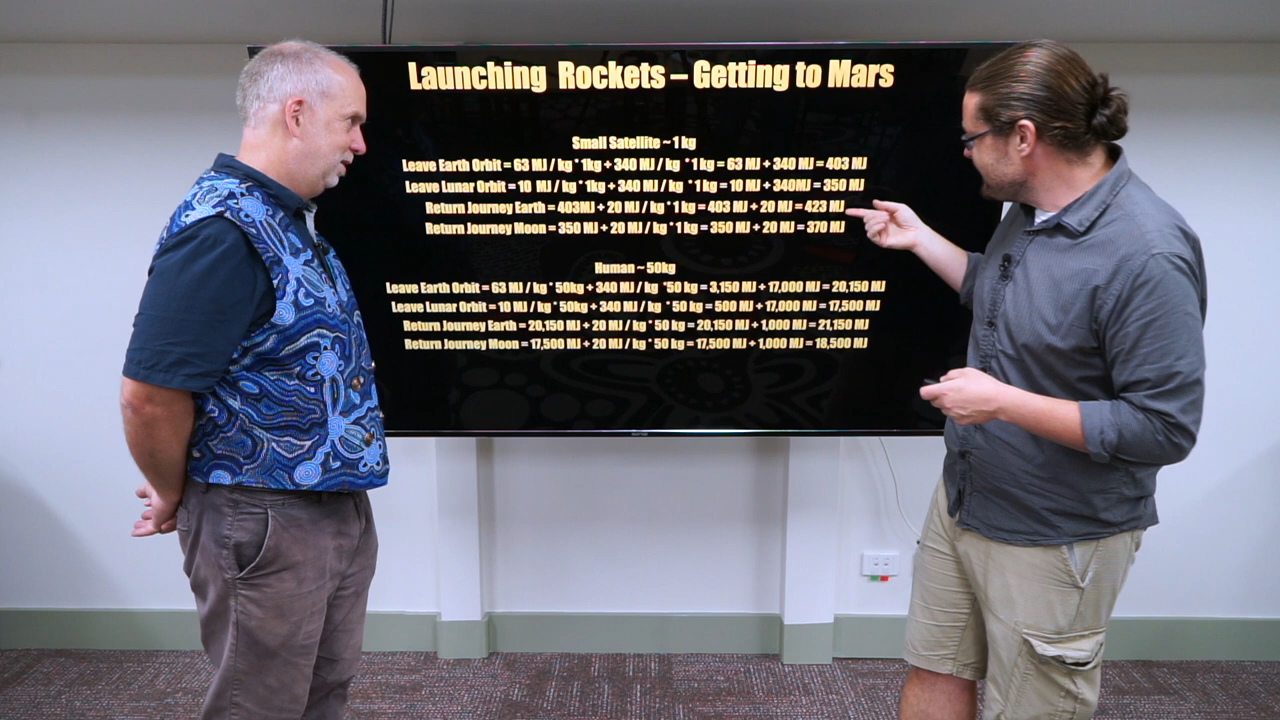 Launching Rockets – Getting to Mars
Small Satellite ~ 1 kg
Leave Earth Orbit = 63 MJ / kg * 1kg + 340 MJ / kg * 1 kg = 63 MJ + 340 MJ = 403 MJ
Leave Lunar Orbit = 10 MJ / kg * 1kg + 340 MJ / kg * 1 kg = 10 MJ + 340MJ = 350 MJ
Return Journey Earth = 403MJ + 20 MJ / kg * 1 kg = 403 MJ + 20 MJ = 423 MJ
Return Journey Moon = 350 MJ + 20 MJ / kg * 1 kg = 350 MJ + 20 MJ = 370 MJ
Human ~ 50kg
Leave Earth Orbit = 63 MJ / kg * 50kg + 340 MJ / kg *50 kg = 3,150 MJ + 17,000 MJ = 20,150 MJ
Leave Lunar Orbit = 10 MJ / kg * 50kg + 340 MJ / kg * 50 kg = 500 MJ + 17,000 MJ = 17,500 MJ
Return Journey Earth = 20,150 MJ + 20 MJ / kg * 50 kg = 20,150 MJ + 1,000 MJ = 21,150 MJ
Return Journey Moon = 17,500 MJ + 20 MJ / kg * 50 kg = 17,500 MJ + 1,000 MJ = 18,500 MJ